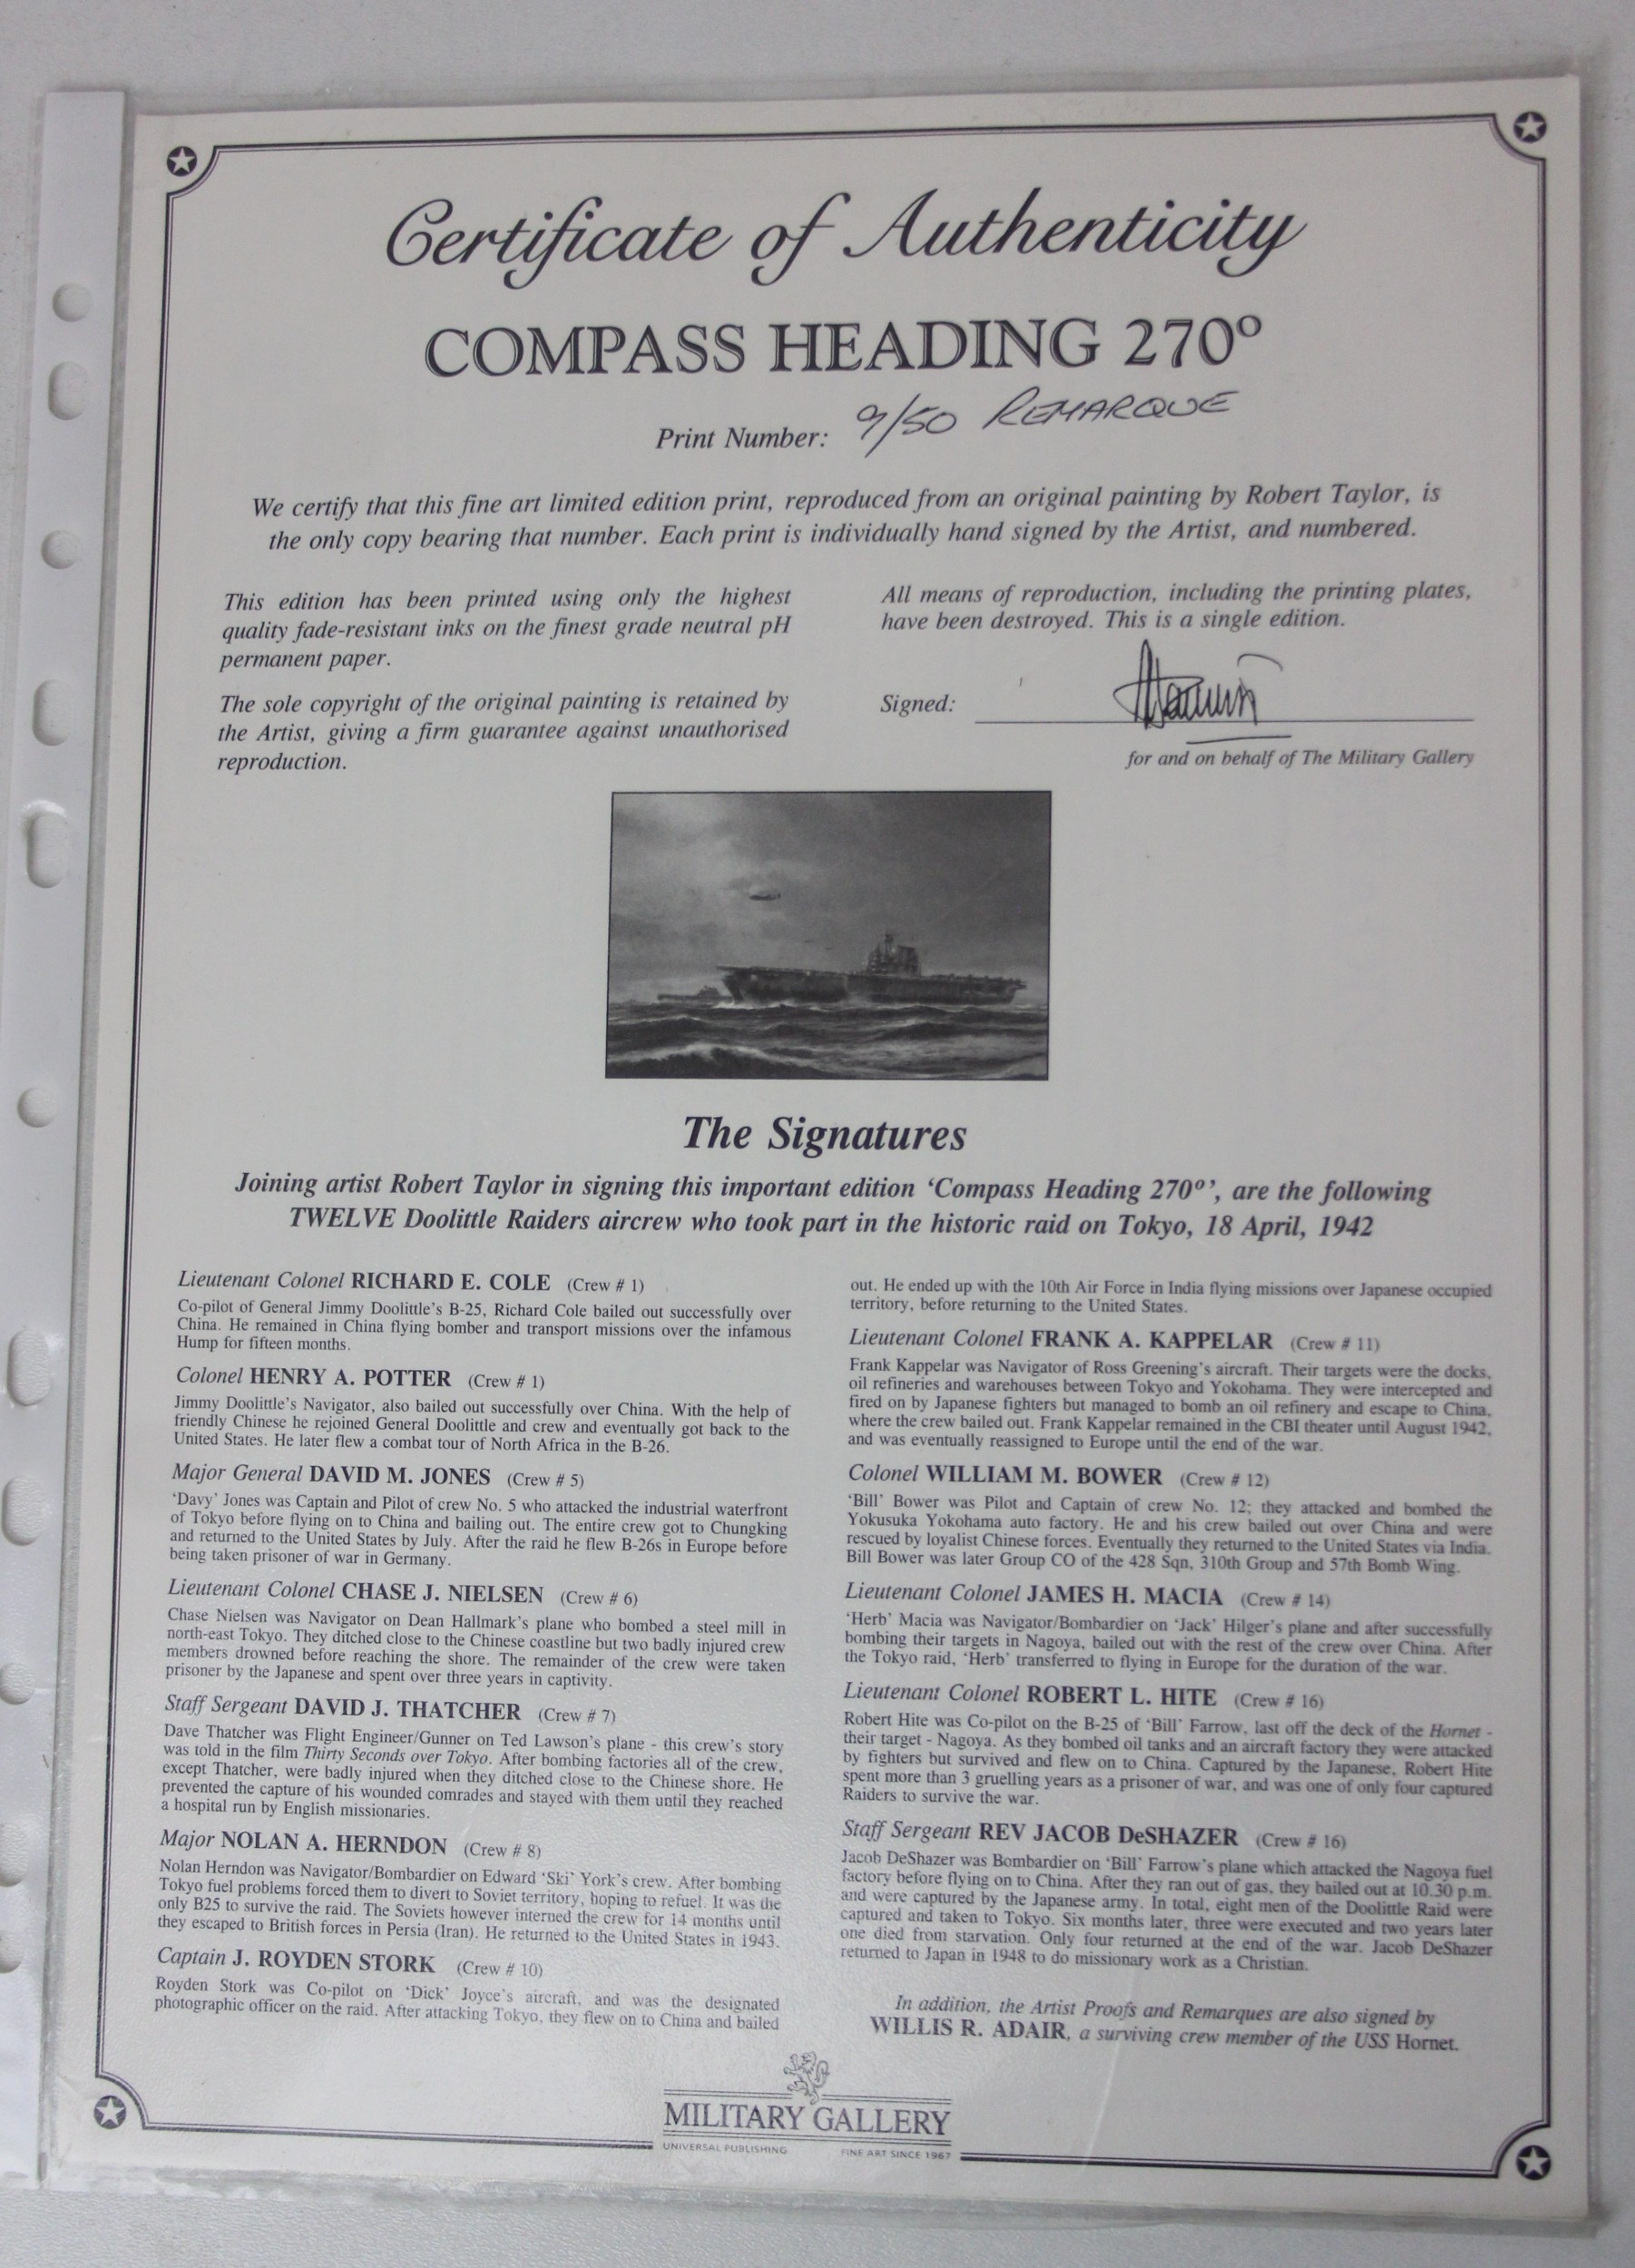 Certificate of Authenticity
COMPASS HEADING 270º
Print Number: 9/50 REMARQUE
We certify that this fine art limited edition print, reproduced from an original painting by Robert Taylor, is
the only copy bearing that number. Each print is individually hand signed by the Artist, and numbered.
This edition has been printed using only the highest
quality fade-resistant inks on the finest grade neutral pH
permanent paper.
The sole copyright of the original painting is retained by
the Artist, giving a firm guarantee against unauthorised
reproduction.
All means of reproduction, including the printing plates,
have been destroyed. This is a single edition.
Signed:
for and on behalf of The Military Gallery
The Signatures
Joining artist Robert Taylor in signing this important edition ‘Compass Heading 270º’, are the following
TWELVE Doolittle Raiders aircrew who took part in the historic raid on Tokyo, 18 April, 1942
Lieutenant Colonel RICHARD E. COLE (Crew # 1)
Co-pilot of General Jimmy Doolittle’s B-25, Richard Cole bailed out successfully over
China. He remained in China flying bomber and transport missions over the infamous
Hump for fifteen months.
Colonel HENRY A. POTTER (Crew # 1)
Jimmy Doolittle’s Navigator, also bailed out successfully over China. With the help of
friendly Chinese he rejoined General Doolittle and crew and eventually got back to the
United States. He later flew a combat tour of North Africa in the B-26.
Major General DAVID M. JONES (Crew # 5)
‘Davy’ Jones was Captain and Pilot of crew No. 5 who attacked the industrial waterfront
of Tokyo before flying on to China and bailing out. The entire crew got to Chungking
and returned to the United States by July. After the raid he flew B-26s in Europe before
being taken prisoner of war in Germany.
Lieutenant Colonel CHASE J. NIELSEN (Crew # 6)
Chase Nielsen was Navigator on Dean Hallmark’s plane who bombed a steel mill in
north-east Tokyo. They ditched close to the Chinese coastline but two badly injured crew
members drowned before reaching the shore. The remainder of the crew were taken
prisoner by the Japanese and spent over three years in captivity.
Staff Sergeant DAVID J. THATCHER (Crew # 7)
Dave Thatcher was Flight Engineer/Gunner on Ted Lawson’s plane - this crew’s story
was told in the film Thirty Seconds over Tokyo. After bombing factories all of the crew,
except Thatcher, were badly injured when they ditched close to the Chinese shore. He
prevented the capture of his wounded comrades and stayed with them until they reached
a hospital run by English missionaries.
Major NOLAN A. HERNDON (Crew # 8)
Nolan Herndon was Navigator/Bombardier on Edward ‘Ski’ York’s crew. After bombing
Tokyo fuel problems forced them to divert to Soviet territory, hoping to refuel. It was the
only B25 to survive the raid. The Soviets however interned the crew for 14 months until
they escaped to British forces in Persia (Iran). He returned to the United States in 1943.
Captain J. ROYDEN STORK (Crew # 10)
Royden Stork was Co-pilot on ‘Dick’ Joyce’s aircraft, and was the designated
photographic officer on the raid. After attacking Tokyo, they flew on to China and bailed
out. He ended up with the 10th Air Force in India flying missions over Japanese occupied
territory, before returning to the United States.
Lieutenant Colonel FRANK A. KAPPELAR (Crew # 11)
Frank Kappelar was Navigator of Ross Greening’s aircraft. Their targets were the docks,
oil refineries and warehouses between Tokyo and Yokohama. They were intercepted and
fired on by Japanese fighters but managed to bomb an oil refinery and escape to China,
where the crew bailed out. Frank Kappelar remained in the CBI theater until August 1942,
and was eventually reassigned to Europe until the end of the war.
Colonel WILLIAM M. BOWER (Crew # 12)
‘Bill’ Bower was Pilot and Captain of crew No. 12; they attacked and bombed the
Yokusuka Yokohama auto factory. He and his crew bailed out over China and were
rescued by loyalist Chinese forces. Eventually they returned to the United States via India.
Bill Bower was later Group CO of the 428 Sqn, 310th Group and 57th Bomb Wing.
Lieutenant Colonel JAMES H. MACIA (Crew # 14)
‘Herb’ Macia was Navigator/Bombardier on ‘Jack’ Hilger’s plane and after successfully
bombing their targets in Nagoya, bailed out with the rest of the crew over China. After
the Tokyo raid, ‘Herb’ transferred to flying in Europe for the duration of the war.
Lieutenant Colonel ROBERT L. HITE (Crew # 16)
Robert Hite was Co-pilot on the B-25 of ‘Bill’ Farrow, last off the deck of the Hornet -
their target - Nagoya. As they bombed oil tanks and an aircraft factory they were attacked
by fighters but survived and flew on to China. Captured by the Japanese, Robert Hite
spent more than 3 gruelling years as a prisoner of war, and was one of only four captured
Raiders to survive the war.
Staff Sergeant REV JACOB DeSHAZER (Crew # 16)
Jacob DeShazer was Bombardier on ‘Bill’ Farrow’s plane which attacked the Nagoya fuel
factory before flying on to China. After they ran out of gas, they bailed out at 10.30 p.m.
and were captured by the Japanese army. In total, eight men of the Doolittle Raid were
captured and taken to Tokyo. Six months later, three were executed and two years later
one died from starvation. Only four returned at the end of the war. Jacob DeShazer
returned to Japan in 1948 to do missionary work as a Christian.
In addition, the Artist Proofs and Remarques are also signed by
WILLIS R. ADAIR, a surviving crew member of the USS Hornet.
MILITARY GALLERY
UNIVERSAL PUBLISHING FINE ART SINCE 1967